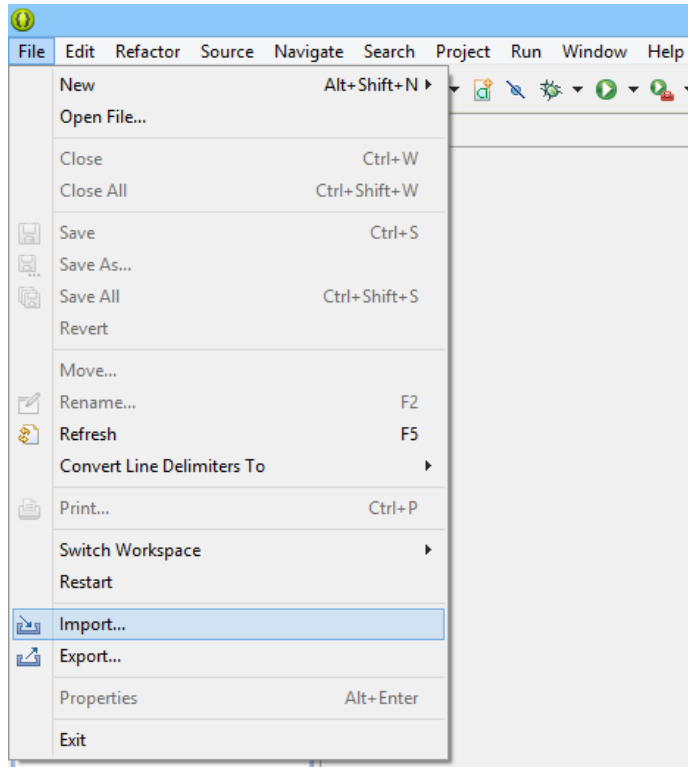 File Edit Refactor Source Navigate Search Project Run Window Help
New Alt+Shift+N
Open File...
Close Ctrl+W
Close All Ctrl+Shift+W
Save Ctrl+S
Save As...
Save All Ctrl+Shift+S
Revert
Move...
Rename... F2
Refresh F5
Convert Line Delimiters To
Print... Ctrl+P
Switch Workspace
Restart
Import...
Export...
Properties Alt+Enter
Exit